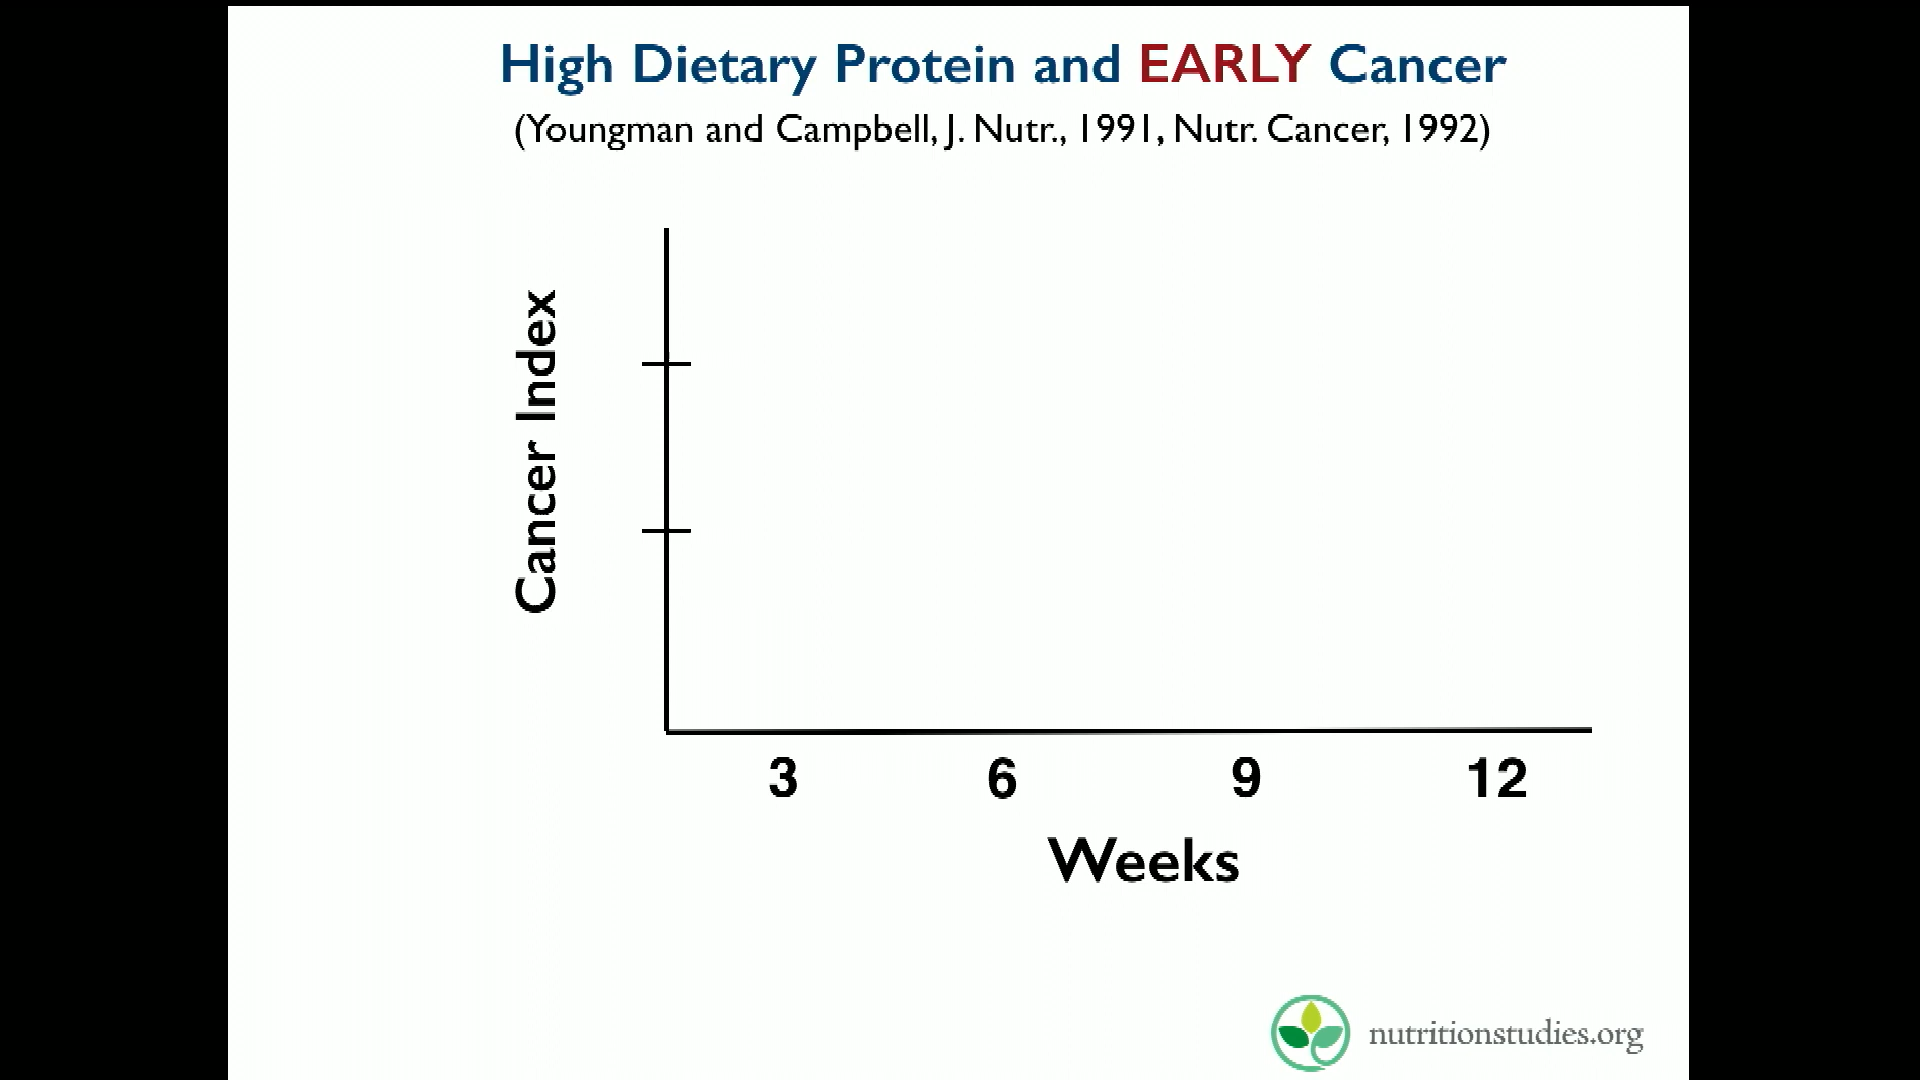 High Dietary Protein and EARLY Cancer
(Youngman and Campbell, J. Nutr., 1991, Nutr. Cancer, 1992)
Cancer Index
3 6 9 12
Weeks
nutritionstudies.org